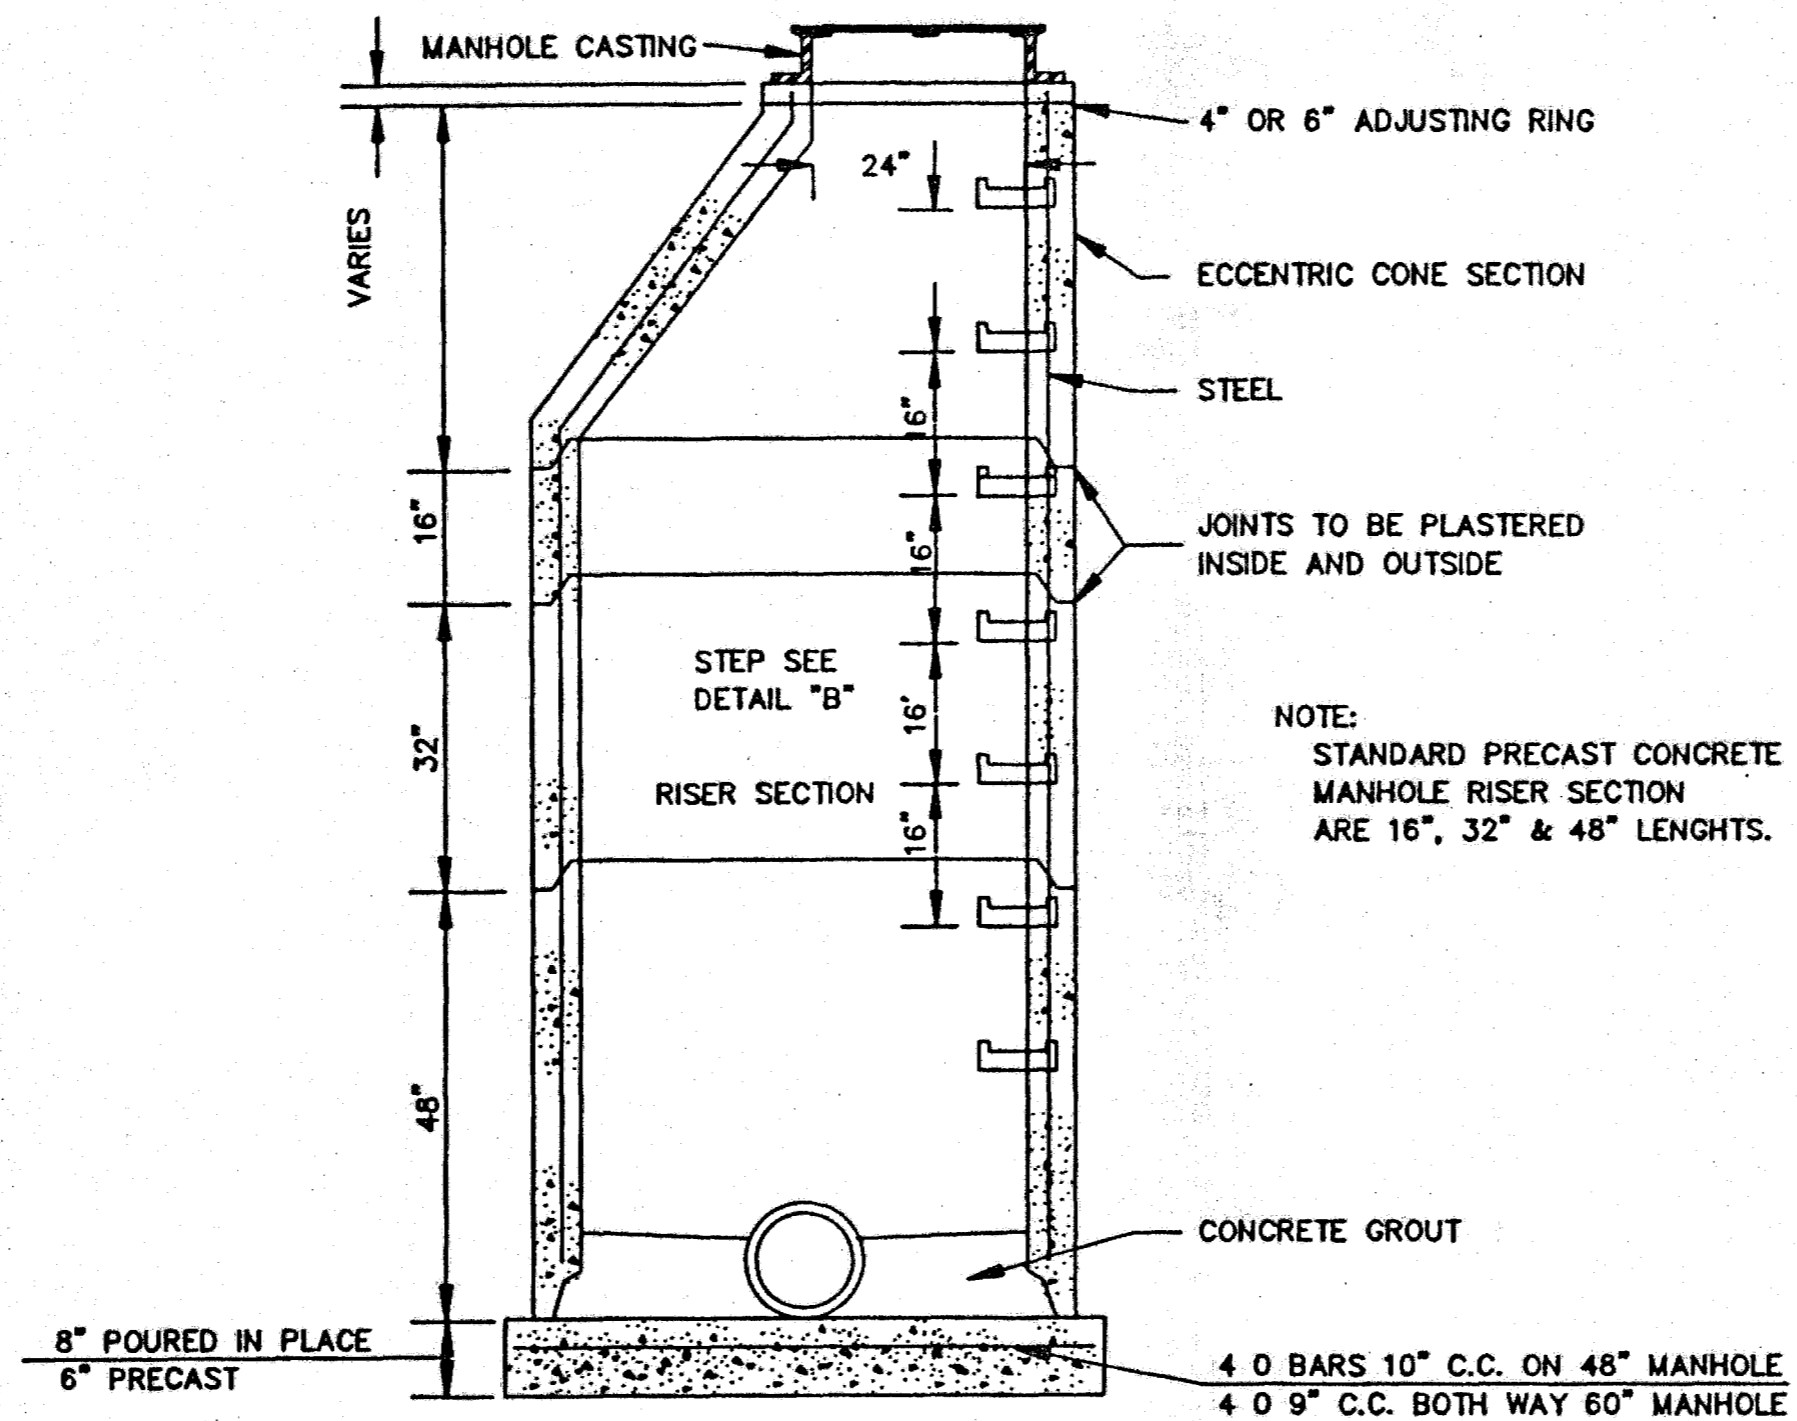 MANHOLE CASTING
4" OR 6" ADJUSTING RING
24"
VARIES
ECCENTRIC CONE SECTION
STEEL
16"
16"
JOINTS TO BE PLASTERED
INSIDE AND OUTSIDE
16"
STEP SEE
DETAIL "B"
16'
32"
RISER SECTION
16"
NOTE:
STANDARD PRECAST CONCRETE
MANHOLE RISER SECTION
ARE 16", 32" & 48" LENGHTS.
48"
CONCRETE GROUT
8" POURED IN PLACE
6" PRECAST
4 0 BARS 10" C.C. ON 48" MANHOLE
4 0 9" C.C. BOTH WAY 60" MANHOLE